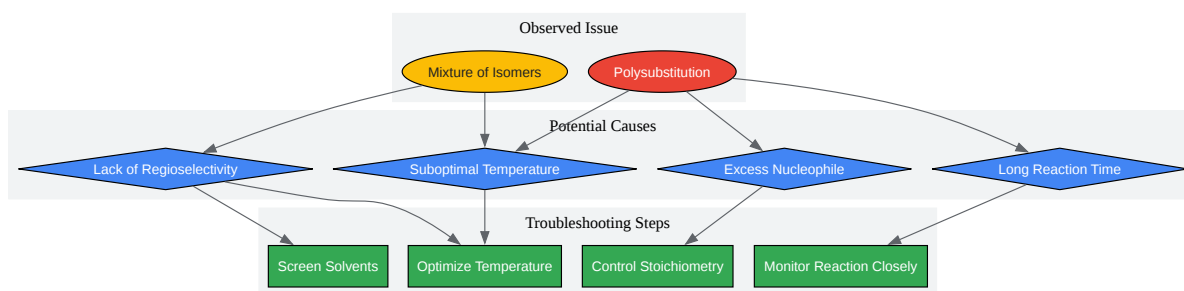 Observed Issue
Mixture of Isomers
Polysubstitution
Potential Causes
Lack of Regioselectivity
Suboptimal Temperature
Excess Nucleophile
Long Reaction Time
Troubleshooting Steps
Screen Solvents
Optimize Temperature
Control Stoichiometry
Monitor Reaction Closely